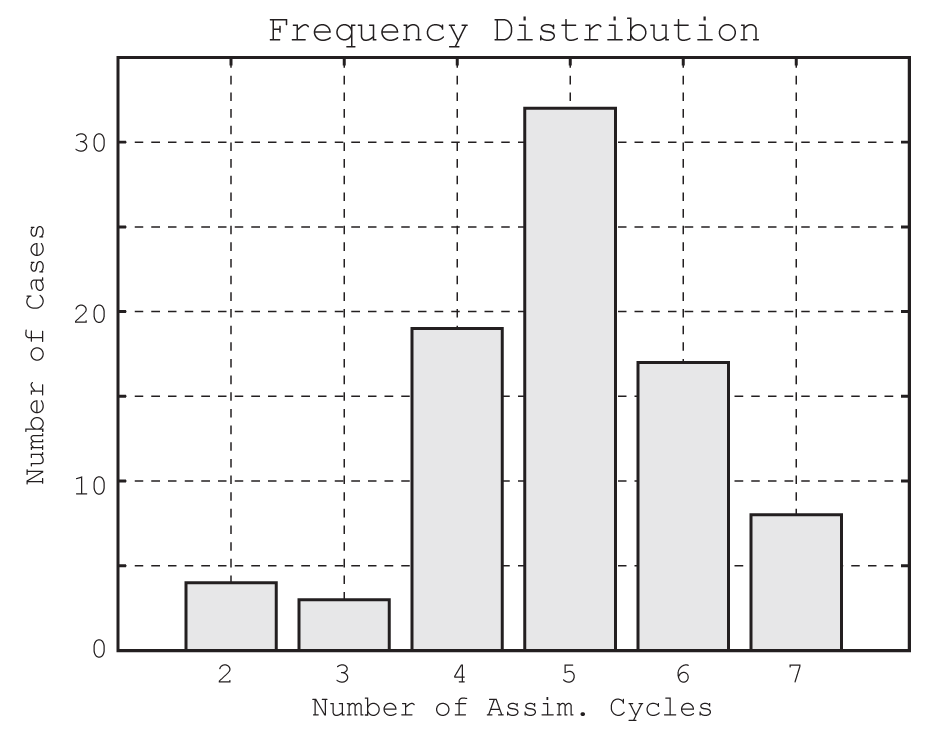 Frequency Distribution
30
20
10
0
Number of Cases
2 3 4 5 6 7
Number of Assim. Cycles